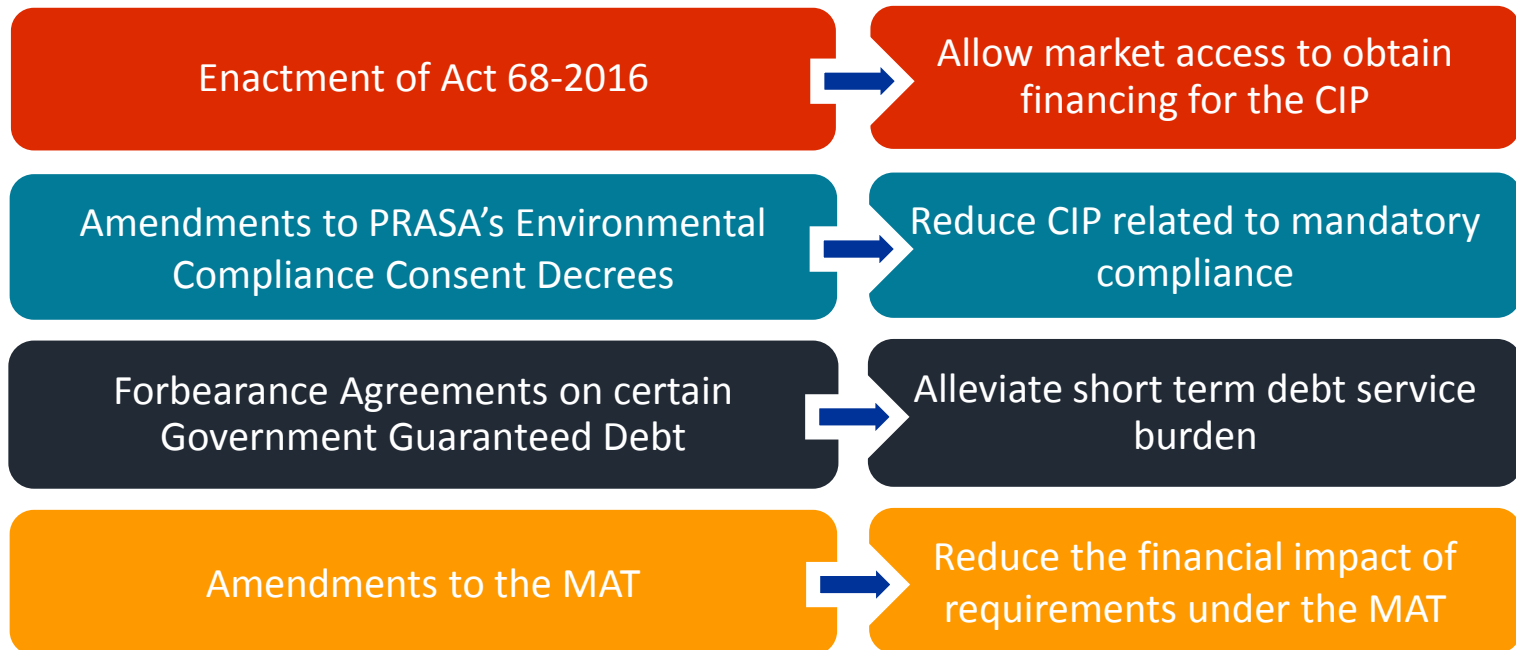 Enactment of Act 68-2016
Allow market access to obtain
financing for the CIP
Amendments to PRASA’s Environmental
Compliance Consent Decrees
Reduce CIP related to mandatory
compliance
Forbearance Agreements on certain
Government Guaranteed Debt
Alleviate short term debt service
burden
Amendments to the MAT
Reduce the financial impact of
requirements under the MAT